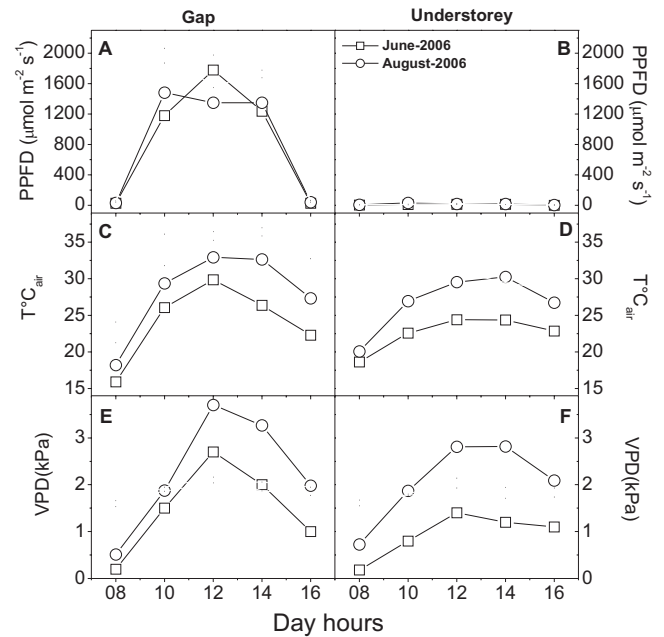 Gap
Understorey
A
B
June-2006
August-2006
PPFD (μmol m⁻² s⁻¹)
2000
1600
1200
800
400
0
2000
1600
1200
800
400
0
PPFD (μmol m⁻² s⁻¹)
C
D
T°C air
35
30
25
20
15
35
30
25
20
15
T°C air
E
F
VPD(kPa)
3
2
1
0
3
2
1
0
VPD(kPa)
08 10 12 14 16
08 10 12 14 16
Day hours